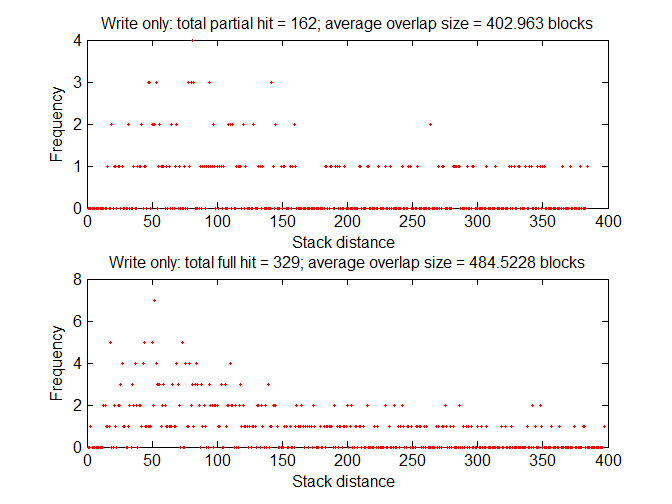 Write only: total partial hit = 162; average overlap size = 402.963 blocks
4
3
2
1
0
Frequency
0 50 100 150 200 250 300 350 400
Stack distance
Write only: total full hit = 329; average overlap size = 484.5228 blocks
8
6
4
2
0
Frequency
0 50 100 150 200 250 300 350 400
Stack distance